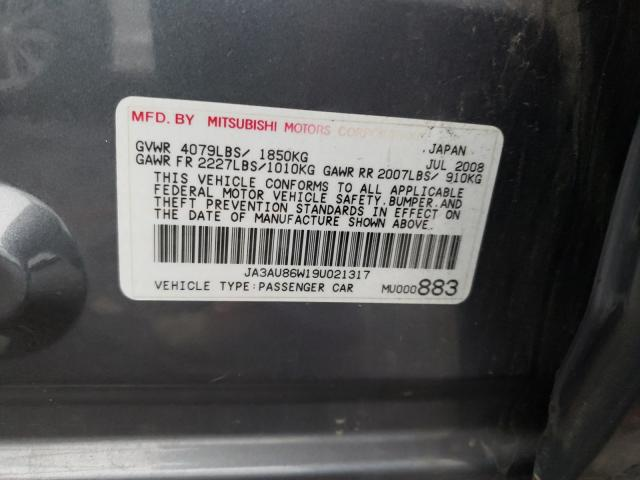 MFD. BY MITSUBISHI MOTORS CORPORATION JAPAN
GVWR 4079LBS/ 1850KG JUL 2008
GAWR FR 2227LBS/1010KG GAWR RR 2007LBS/ 910KG
THIS VEHICLE CONFORMS TO ALL APPLICABLE
FEDERAL MOTOR VEHICLE SAFETY,BUMPER,AND
THEFT PREVENTION STANDARDS IN EFFECT ON
THE DATE OF MANUFACTURE SHOWN ABOVE.
JA3AU86W19U021317
VEHICLE TYPE:PASSENGER CAR MU000883